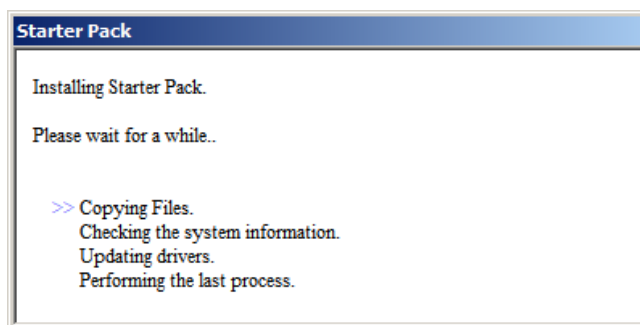 Starter Pack
Installing Starter Pack.
Please wait for a while..
>> Copying Files.
Checking the system information.
Updating drivers.
Performing the last process.